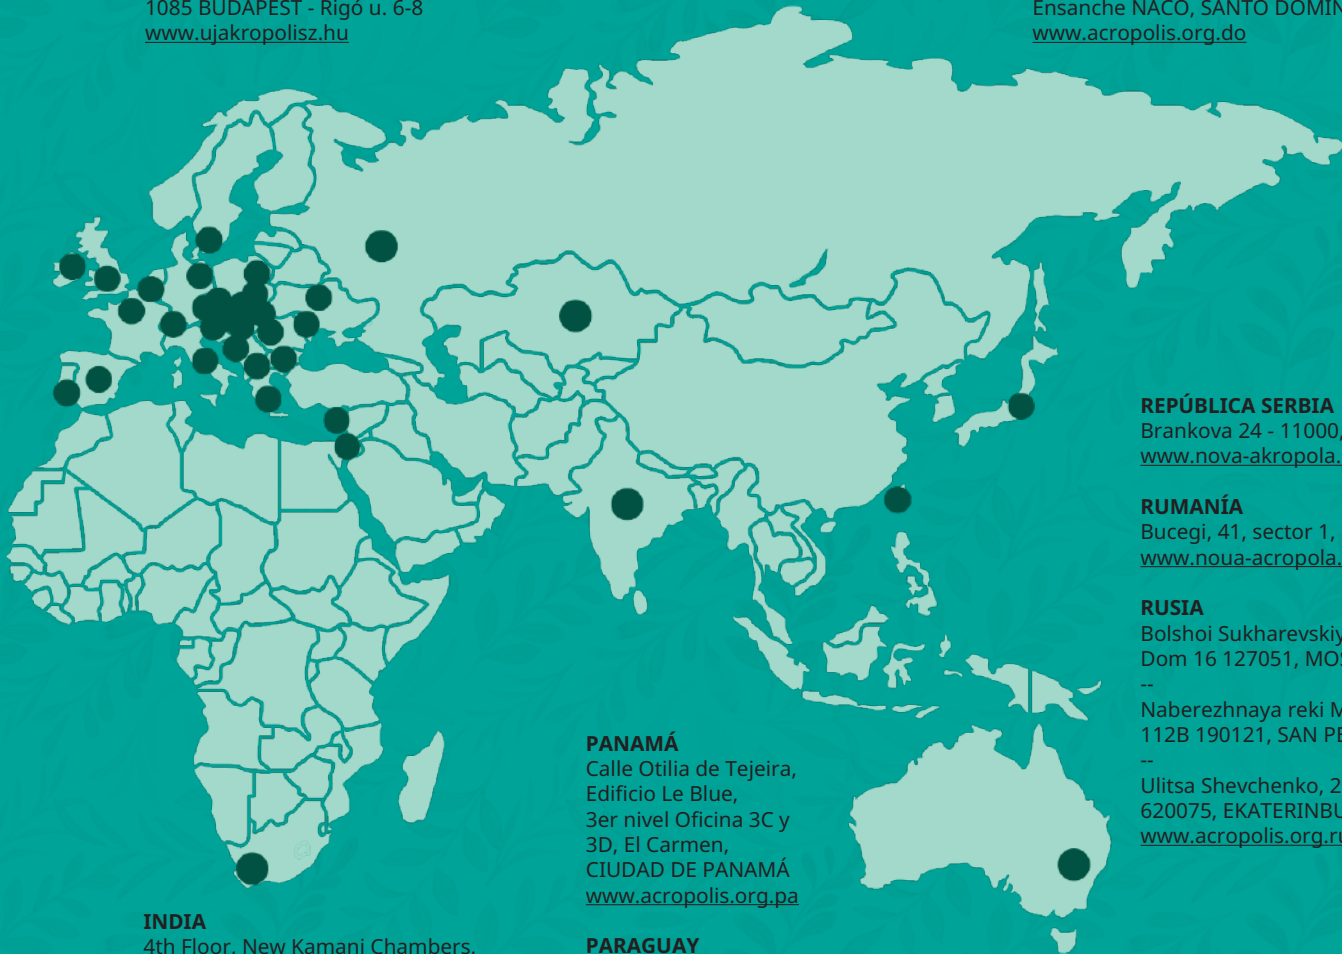 1085 BUDAPEST - Rigó u. 6-8
www.ujakropolisz.hu
Ensanche NACO, SANTO
www.acropolis.org.do
INDIA
4th Floor, New Kamani Chambers,
PANAMÁ
Calle Otilia de Tejeira,
Edificio Le Blue,
3er nivel Oficina 3C y
3D, El Carmen,
CIUDAD DE PANAMÁ
www.acropolis.org.pa
PARAGUAY
REPÚBLICA SERBIA
Brankova 24 - 11000,
www.nova-akropola.
RUMANÍA
Bucegi, 41, sector 1,
www.noua-acropola.
RUSIA
Bolshoi Sukharevskiy
Dom 16 127051,
--
Naberezhnaya reki
112B 190121, SAN
--
Ulitsa Shevchenko, 2
620075,
www.acropolis.org.ru